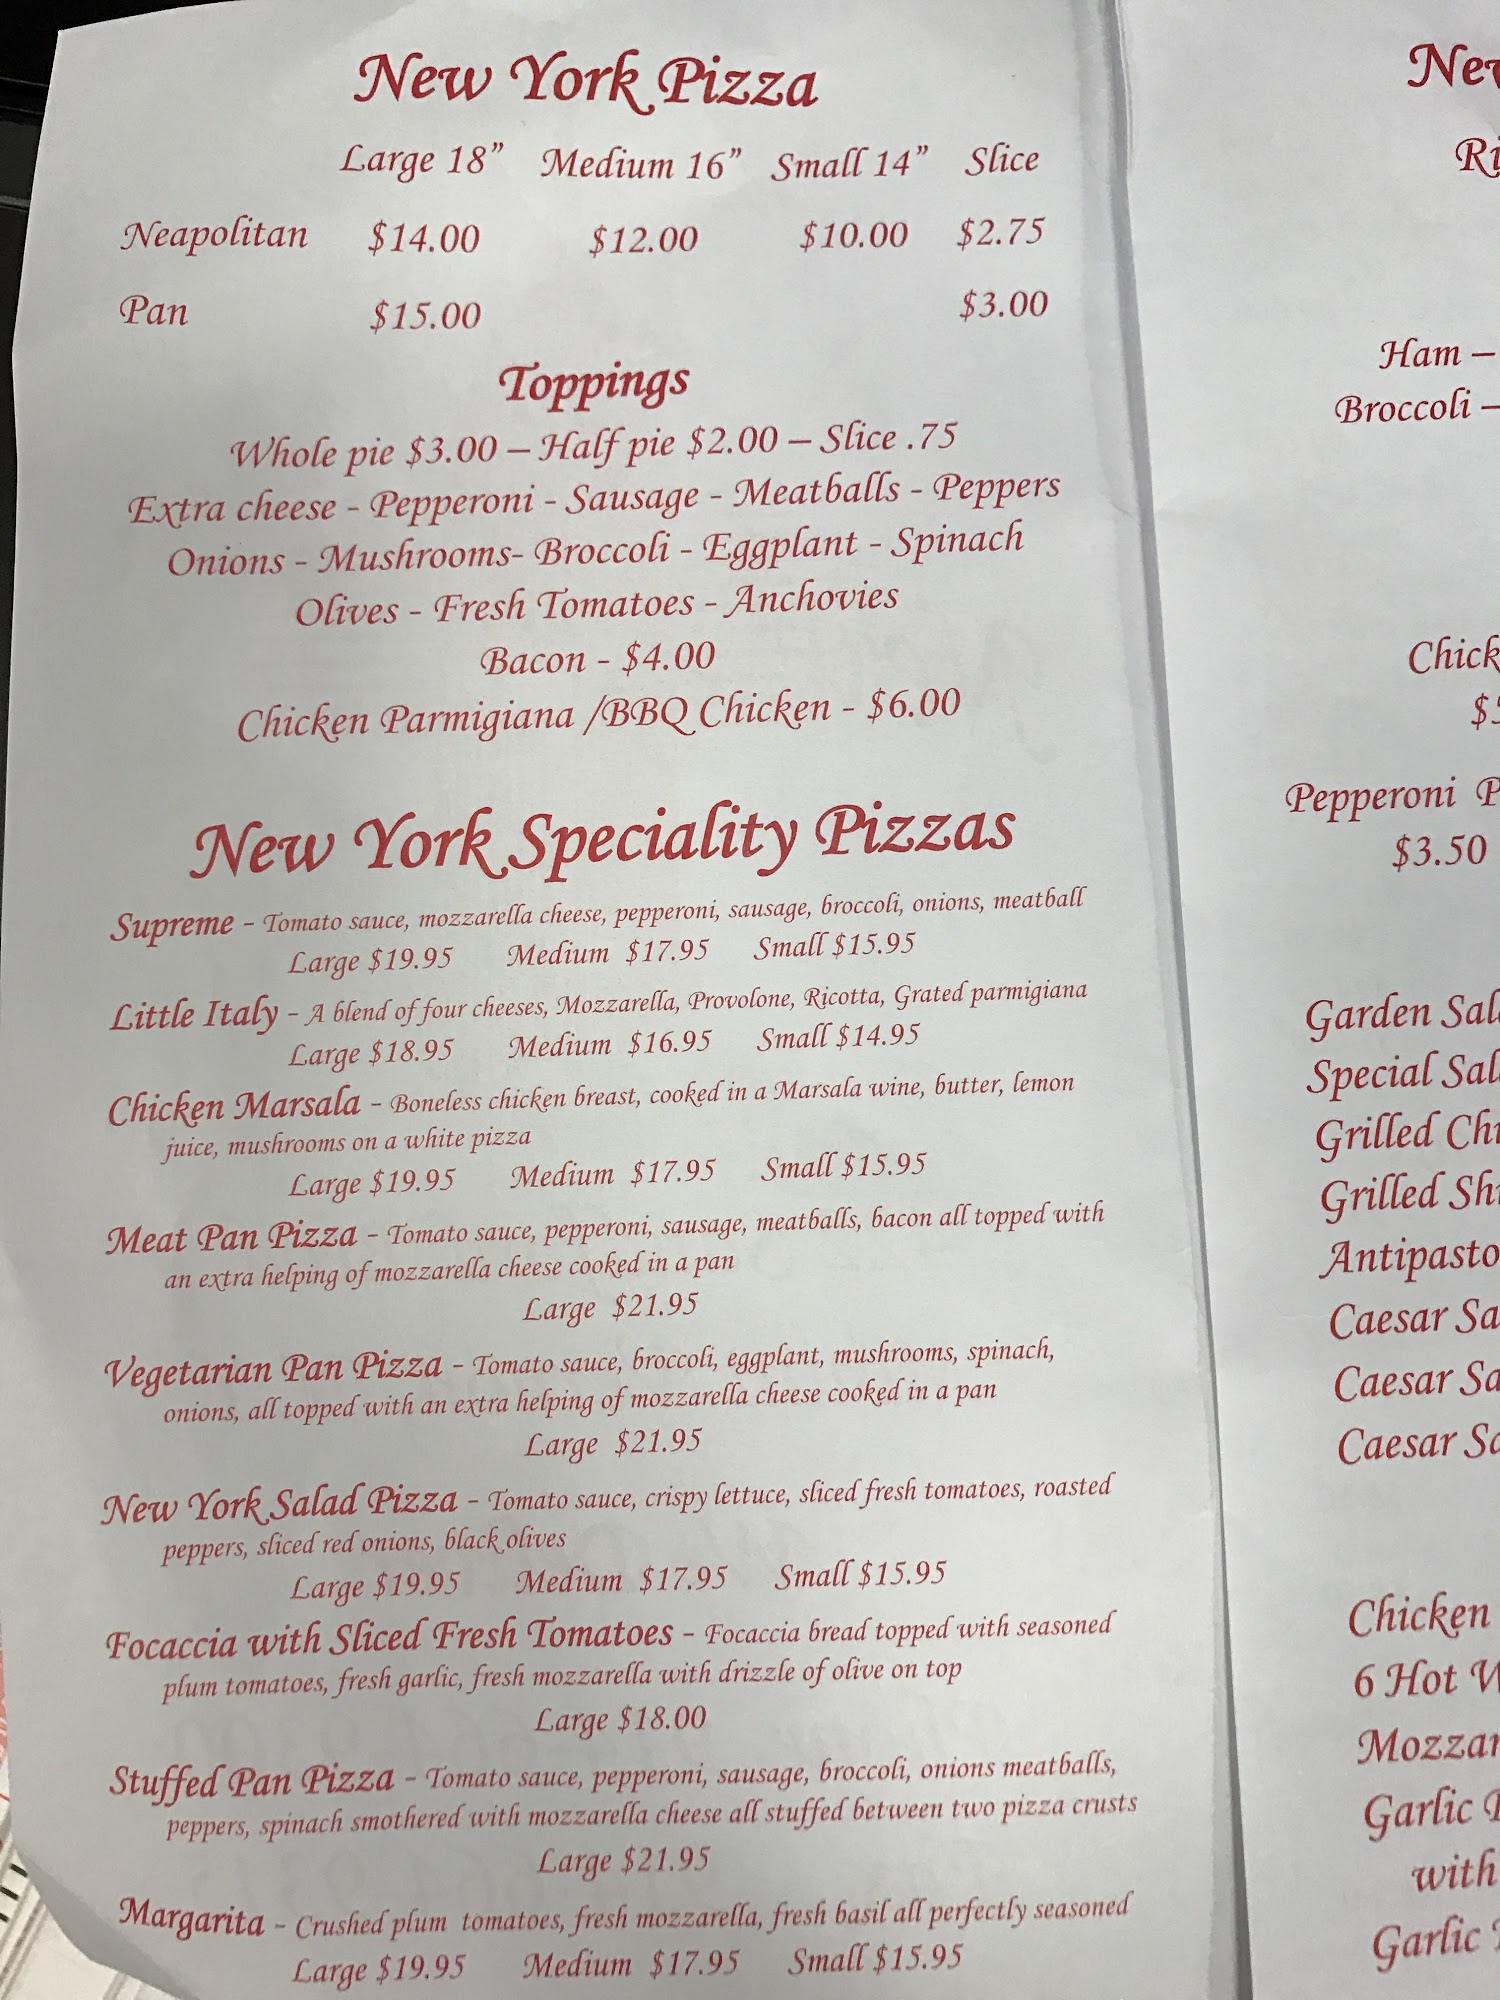 New York Pizza
Large 18” Medium 16” Small 14” Slice
Neapolitan $14.00 $12.00 $10.00 $2.75
Pan $15.00 $3.00
Toppings
Whole pie $3.00 – Half pie $2.00 – Slice .75
Extra cheese - Pepperoni - Sausage - Meatballs - Peppers
Onions - Mushrooms- Broccoli - Eggplant - Spinach
Olives - Fresh Tomatoes - Anchovies
Bacon - $4.00
Chicken Parmigiana /BBQ Chicken - $6.00
New York Speciality Pizzas
Supreme - Tomato sauce, mozzarella cheese, pepperoni, sausage, broccoli, onions, meatball
Large $19.95 Medium $17.95 Small $15.95
Little Italy - A blend of four cheeses, Mozzarella, Provolone, Ricotta, Grated parmigiana
Large $18.95 Medium $16.95 Small $14.95
Chicken Marsala - Boneless chicken breast, cooked in a Marsala wine, butter, lemon
juice, mushrooms on a white pizza
Large $19.95 Medium $17.95 Small $15.95
Meat Pan Pizza - Tomato sauce, pepperoni, sausage, meatballs, bacon all topped with
an extra helping of mozzarella cheese cooked in a pan
Large $21.95
Vegetarian Pan Pizza - Tomato sauce, broccoli, eggplant, mushrooms, spinach,
onions, all topped with an extra helping of mozzarella cheese cooked in a pan
Large $21.95
New York Salad Pizza - Tomato sauce, crispy lettuce, sliced fresh tomatoes, roasted
peppers, sliced red onions, black olives
Large $19.95 Medium $17.95 Small $15.95
Focaccia with Sliced Fresh Tomatoes - Focaccia bread topped with seasoned
plum tomatoes, fresh garlic, fresh mozzarella with drizzle of olive on top
Large $18.00
Stuffed Pan Pizza - Tomato sauce, pepperoni, sausage, broccoli, onions meatballs,
peppers, spinach smothered with mozzarella cheese all stuffed between two pizza crusts
Large $21.95
Margarita - Crushed plum tomatoes, fresh mozzarella, fresh basil all perfectly seasoned
Large $19.95 Medium $17.95 Small $15.95
Ham –
Broccoli –
Pepperoni
$3.50
Garden
Special
Grilled
Grilled
Antipasto
Caesar
Caesar
Caesar
Chicken
6 Hot
Garlic
with
Garlic